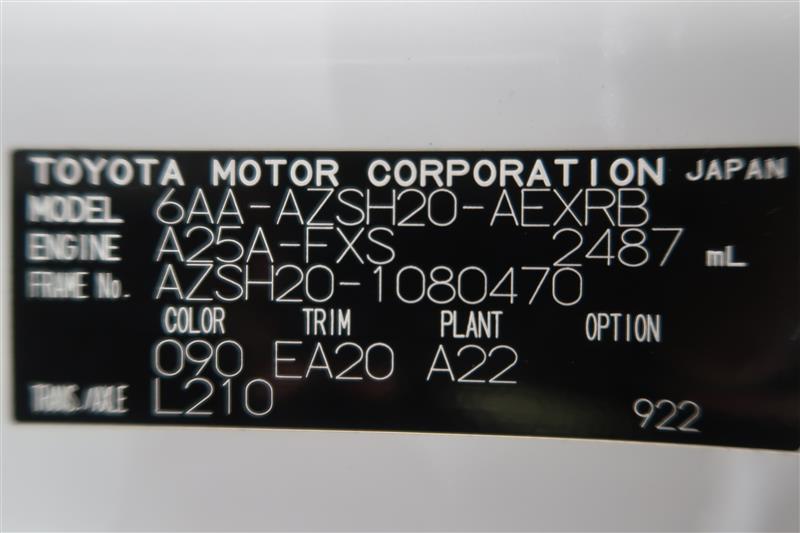 TOYOTA MOTOR CORPORATION JAPAN
MODEL 6AA-AZSH20-AEXRB
ENGINE A25A-FXS 2487 mL
FRAME No. AZSH20-1080470
COLOR TRIM PLANT OPTION
090 EA20 A22
TRANS./AXLE L210
922